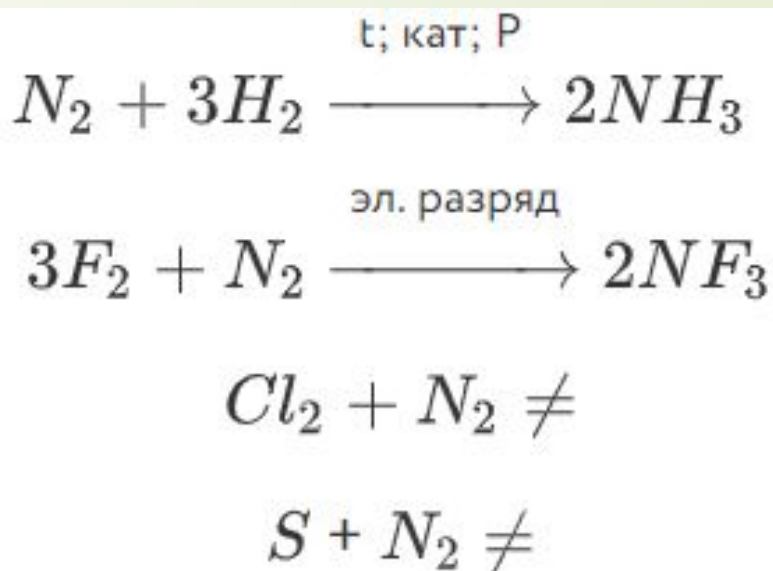 t; кат; P
N₂ + 3H₂ ⟶ 2NH₃
эл. разряд
3F₂ + N₂ ⟶ 2NF₃
Cl₂ + N₂ ≠
S + N₂ ≠